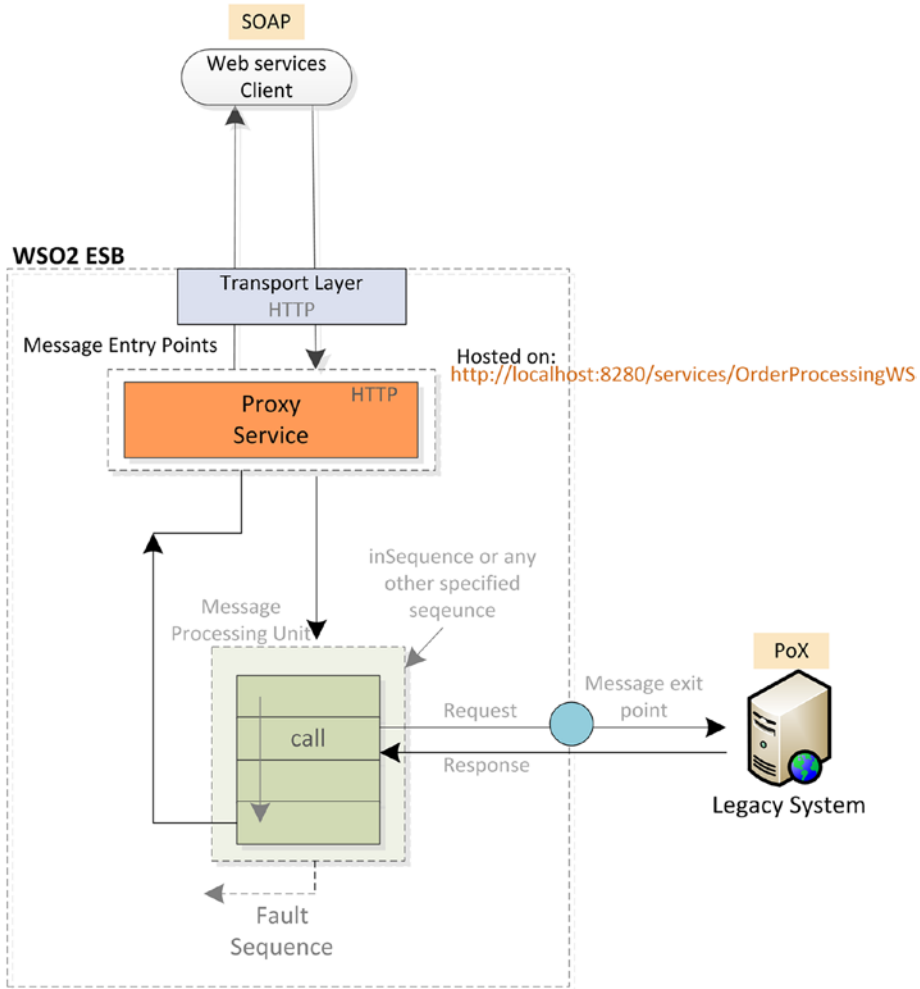 SOAP
Web services
Client
WSO2 ESB
Transport Layer
HTTP
Message Entry Points
Hosted on:
http://localhost:8280/services/OrderProcessingWS
HTTP
Proxy
Service
inSequence or any
other specified
seqeunce
Message
Processing Unit
PoX
Request
Message exit
point
call
Response
Legacy System
Fault
Sequence